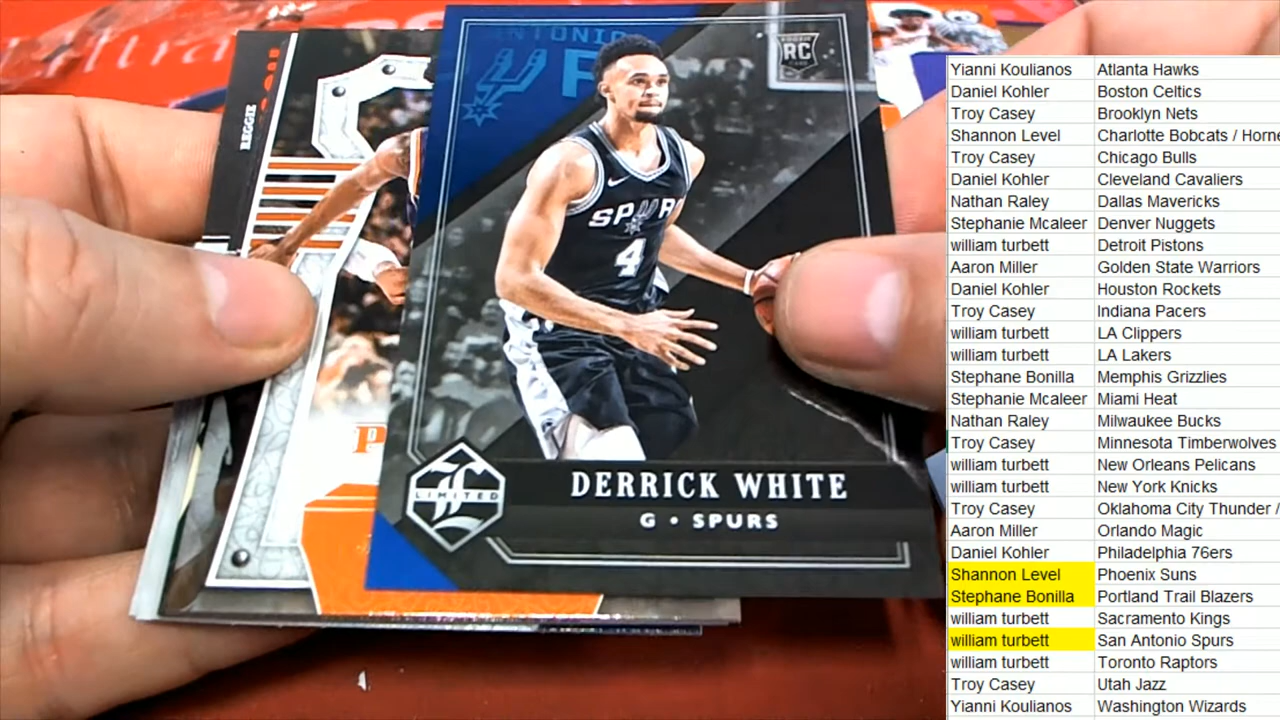 ANTONIO
ROOKIE
RC
CARD
REGGIE
SPURS
4
LIMITED
DERRICK WHITE
G • SPURS
P
Yianni Koulianos Atlanta Hawks
Daniel Kohler Boston Celtics
Troy Casey Brooklyn Nets
Shannon Level Charlotte Bobcats / Horn
Troy Casey Chicago Bulls
Daniel Kohler Cleveland Cavaliers
Nathan Raley Dallas Mavericks
Stephanie Mcaleer Denver Nuggets
william turbett Detroit Pistons
Aaron Miller Golden State Warriors
Daniel Kohler Houston Rockets
Troy Casey Indiana Pacers
william turbett LA Clippers
william turbett LA Lakers
Stephane Bonilla Memphis Grizzlies
Stephanie Mcaleer Miami Heat
Nathan Raley Milwaukee Bucks
Troy Casey Minnesota Timberwolves
william turbett New Orleans Pelicans
william turbett New York Knicks
Troy Casey Oklahoma City Thunder /
Aaron Miller Orlando Magic
Daniel Kohler Philadelphia 76ers
Shannon Level Phoenix Suns
Stephane Bonilla Portland Trail Blazers
william turbett Sacramento Kings
william turbett San Antonio Spurs
william turbett Toronto Raptors
Troy Casey Utah Jazz
Yianni Koulianos Washington Wizards